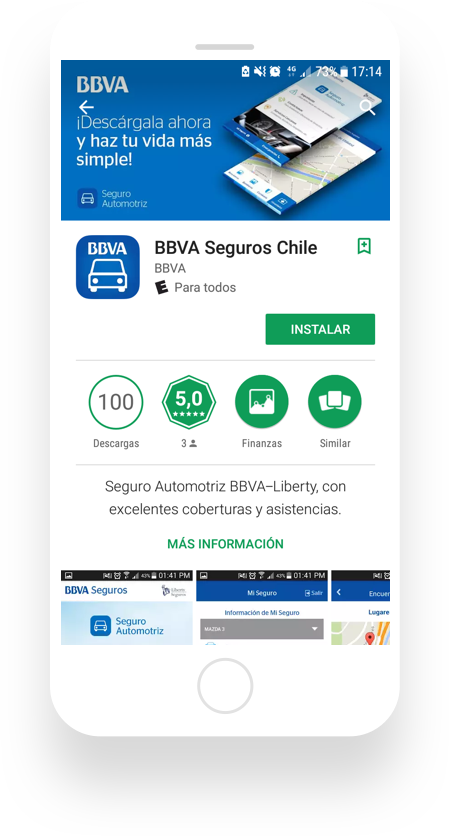 4G 73% 17:14
BBVA
¡Descárgala ahora
y haz tu vida más
simple!
Seguro
Automotriz
BBVA
BBVA Seguros Chile
BBVA
Para todos
INSTALAR
100
5,0
Descargas
3
Finanzas
Similar
Seguro Automotriz BBVA–Liberty, con
excelentes coberturas y asistencias.
MÁS INFORMACIÓN
43% 01:41 PM
BBVA Seguros
Liberty
Seguros
Seguro
Automotriz
43% 01:41 PM
Mi Seguro
Salir
Información de Mi Seguro
MAZDA 3
Encuen
Lugare